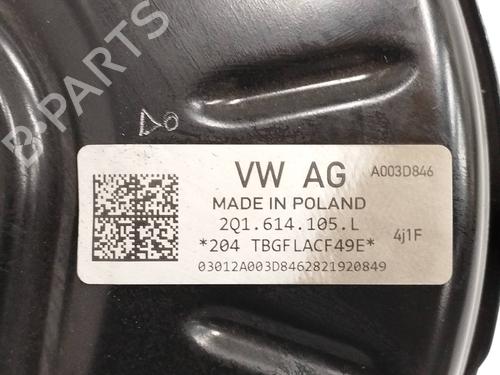 B-PARTS
VW AG
A003D846
MADE IN POLAND
2Q1.614.105.L
*204 TBGFLACF49E*
4j1F
03012A003D8462821920849